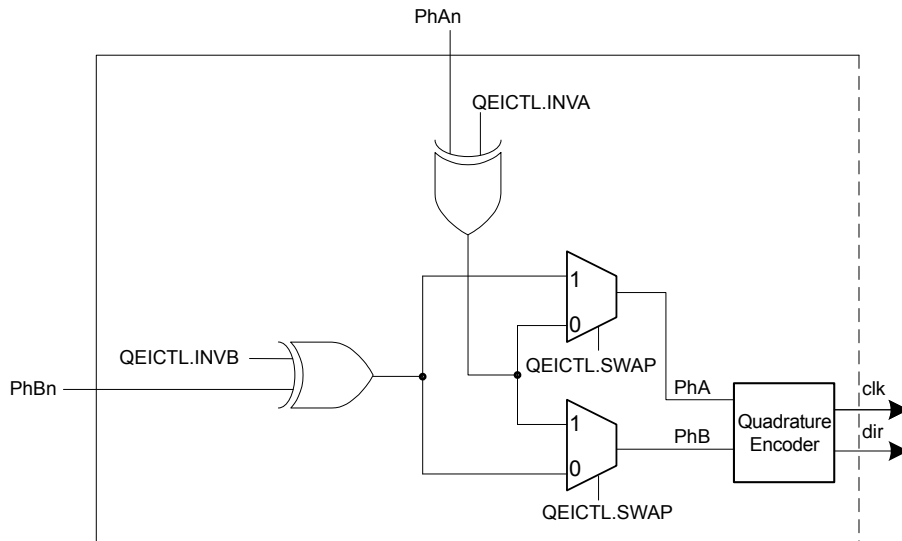 PhAn
QEICTL.INVA
1
0
QEICTL.INVB
QEICTL.SWAP
PhBn
PhA
clk
Quadrature
Encoder
dir
1
PhB
0
QEICTL.SWAP